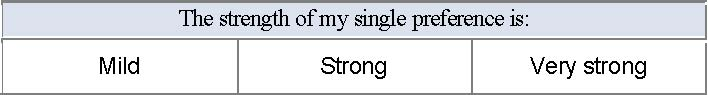 The strength of my single preference is:
Mild Strong Very strong